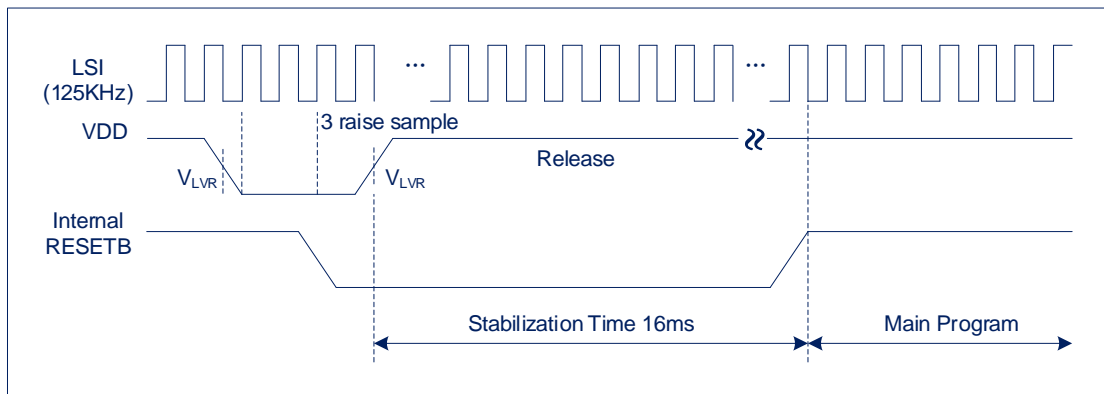 LSI
(125KHz)
... ...
3 raise sample
VDD
Release
VLVR VLVR
Internal
RESETB
Stabilization Time 16ms Main Program